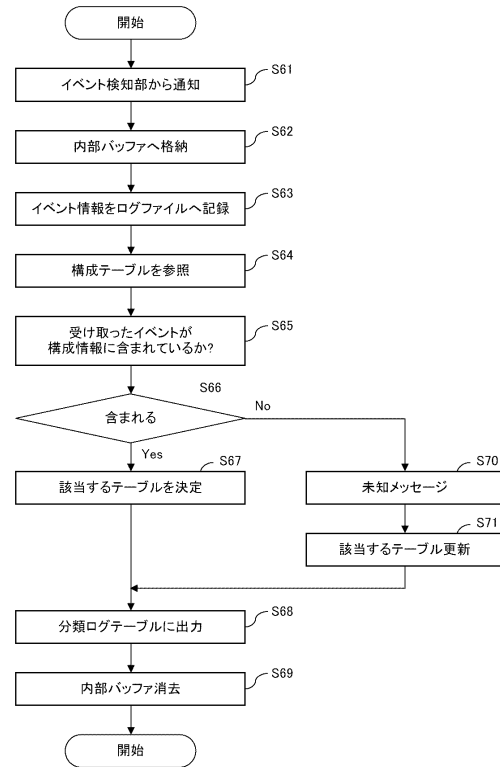 開始
S61
イベント検知部から通知
S62
内部バッファへ格納
S63
イベント情報をログファイルへ記録
S64
構成テーブルを参照
S65
受け取ったイベントが
構成情報に含まれているか?
S66
含まれる
No
Yes
S67
該当するテーブルを決定
S70
未知メッセージ
S71
該当するテーブル更新
S68
分類ログテーブルに出力
S69
内部バッファ消去
開始